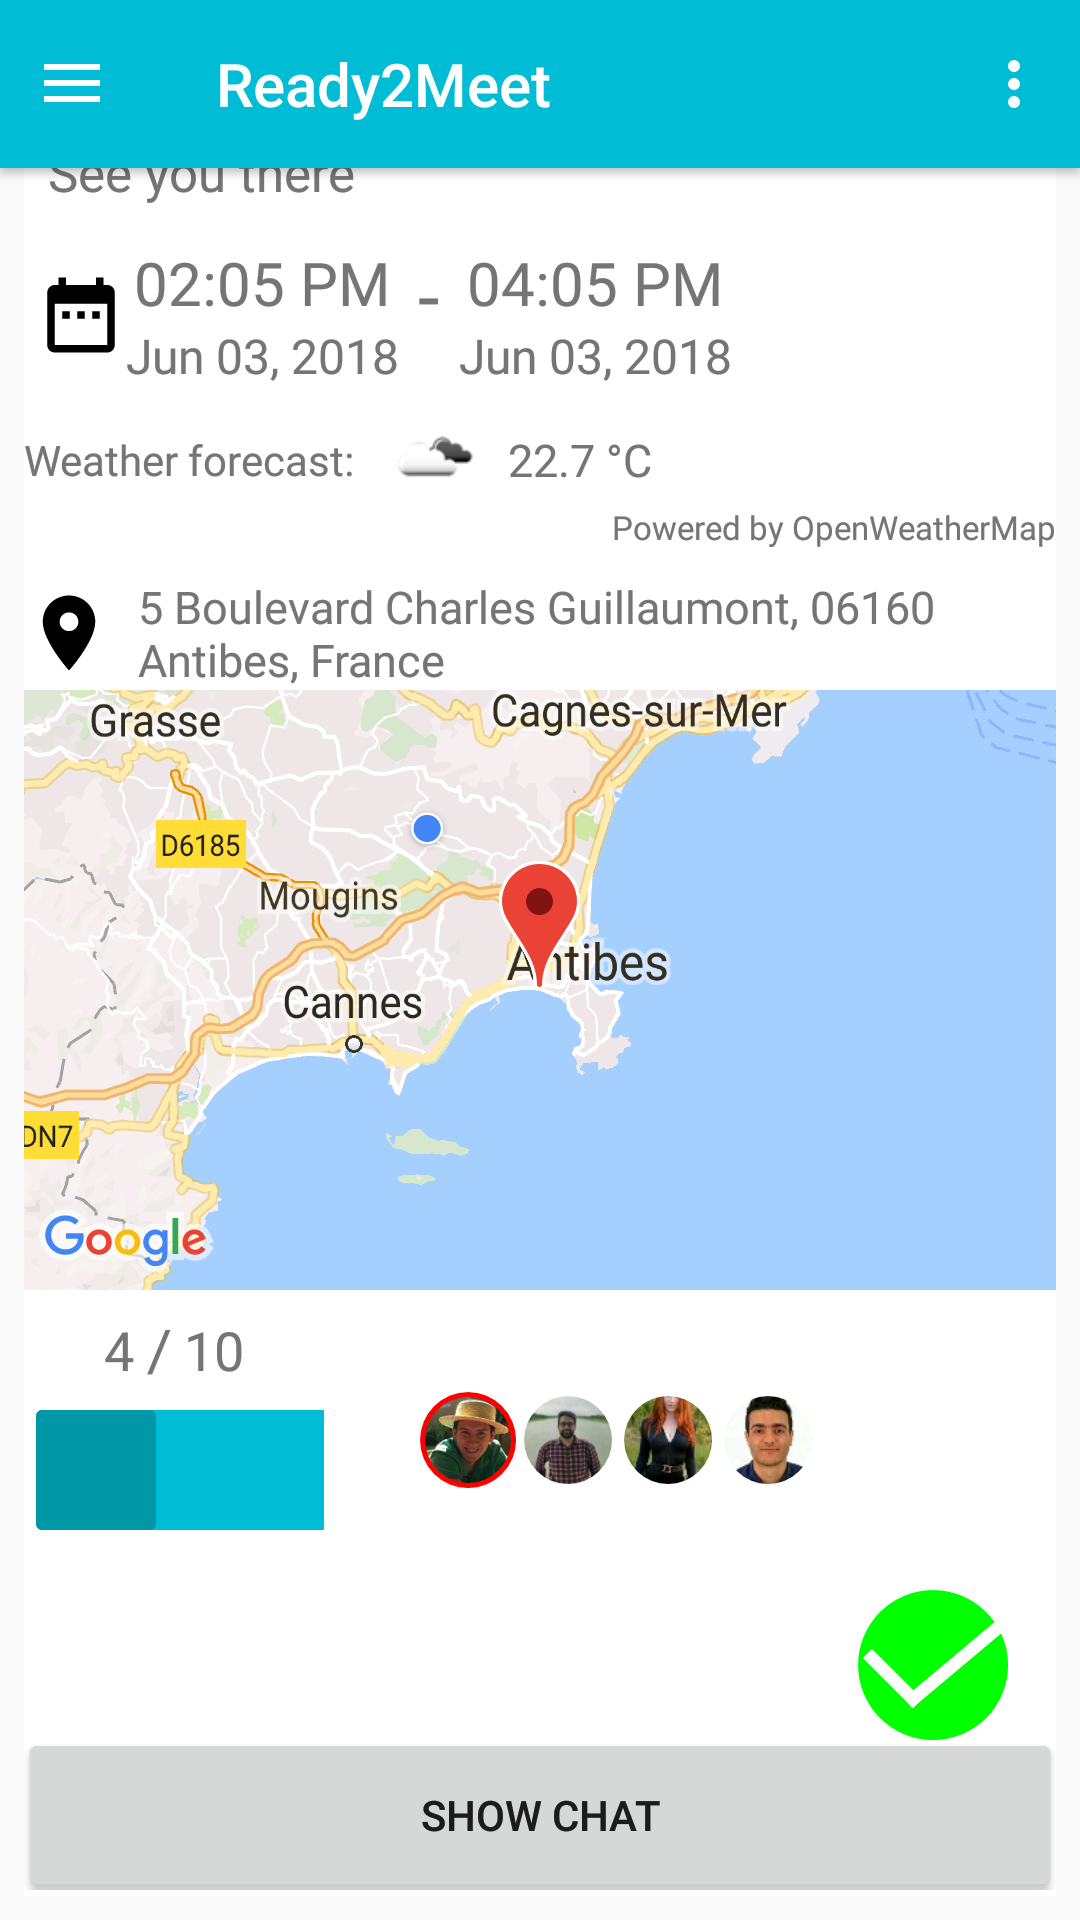 Ready2Meet
See you there
02:05 PM - 04:05 PM
Jun 03, 2018 Jun 03, 2018
Weather forecast: 22.7 °C
Powered by OpenWeatherMap
5 Boulevard Charles Guillaumont, 06160
Antibes, France
Grasse
Cagnes-sur-Mer
D6185
Mougins
Antibes
Cannes
DN7
Google
4 / 10
SHOW CHAT